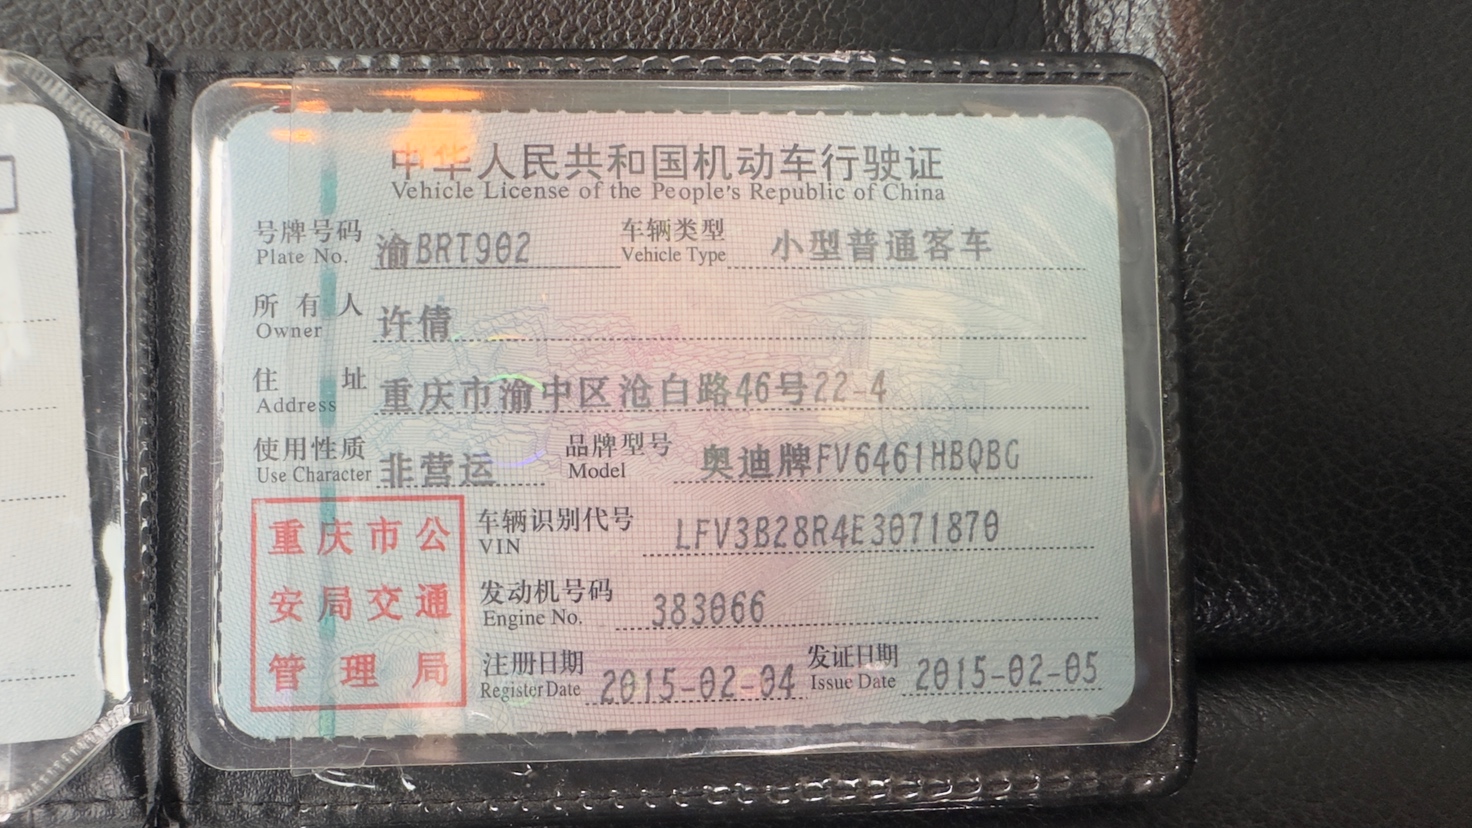 中华人民共和国机动车行驶证
Vehicle License of the People's Republic of China
号牌号码 渝BRT902 车辆类型 小型普通客车
Plate No. Vehicle Type
所有人 许倩
Owner
住址 重庆市渝中区沧白路46号22-4
Address
使用性质 非营运 品牌型号 奥迪牌FV6461HBQBG
Use Character Model
车辆识别代号 LFV3B28R4E3071870
VIN
发动机号码 383066
Engine No.
注册日期 2015-02-04 发证日期 2015-02-05
Register Date Issue Date
重庆市公
安局交通
管理局